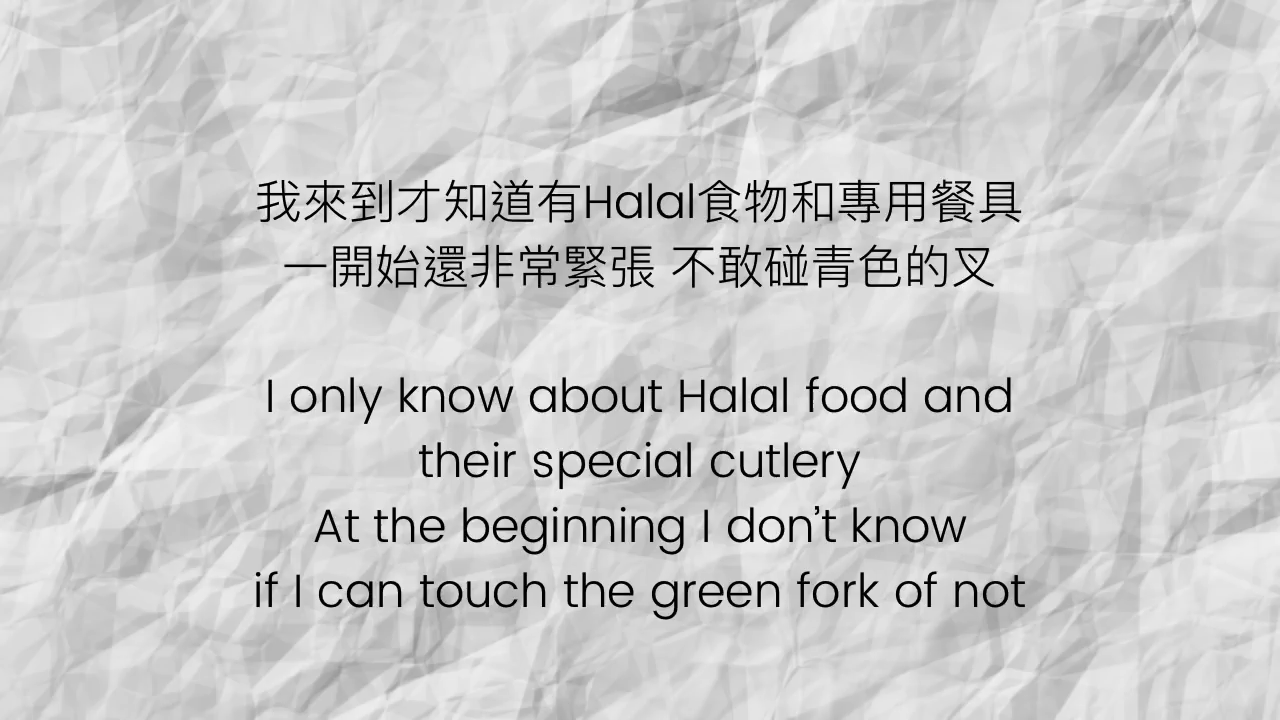 我來到才知道有Halal食物和專用餐具
一開始還非常緊張 不敢碰青色的叉
I only know about Halal food and
their special cutlery
At the beginning I don't know
if I can touch the green fork of not